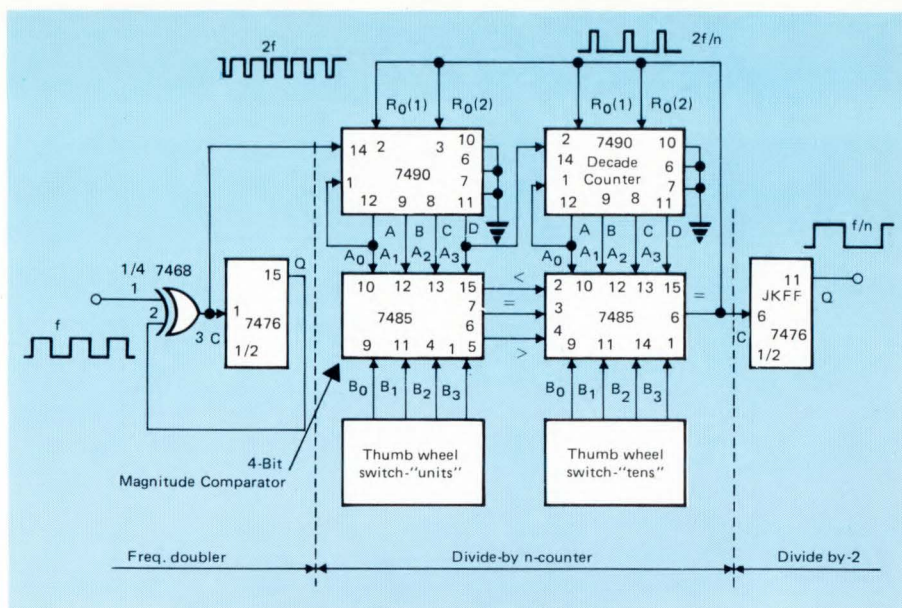 2f
2f/n
R0(1) R0(2) R0(1) R0(2)
14 2 3 10
7490
6
1 7
12 9 8 11
2 7490 10
14 Decade 6
1 Counter 7
12 9 8 11
A B C D
A0 A1 A2 A3
A B C D
A0 A1 A2 A3
f/n
1/4 7468
1
2
3 C
f
15 Q
1
7476
1/2
10 12 13 15
7485 7
6
9 11 4 1 5
<
=
>
2 10 12 13 15
3 7485 6
4
9 11 14 1
=
C
11
JKFF Q
6
7476
1/2
B0 B1 B2 B3
B0 B1 B2 B3
4-Bit
Magnitude Comparator
Thumb wheel
switch-"units"
Thumb wheel
switch-"tens"
Freq. doubler
Divide-by n-counter
Divide by-2